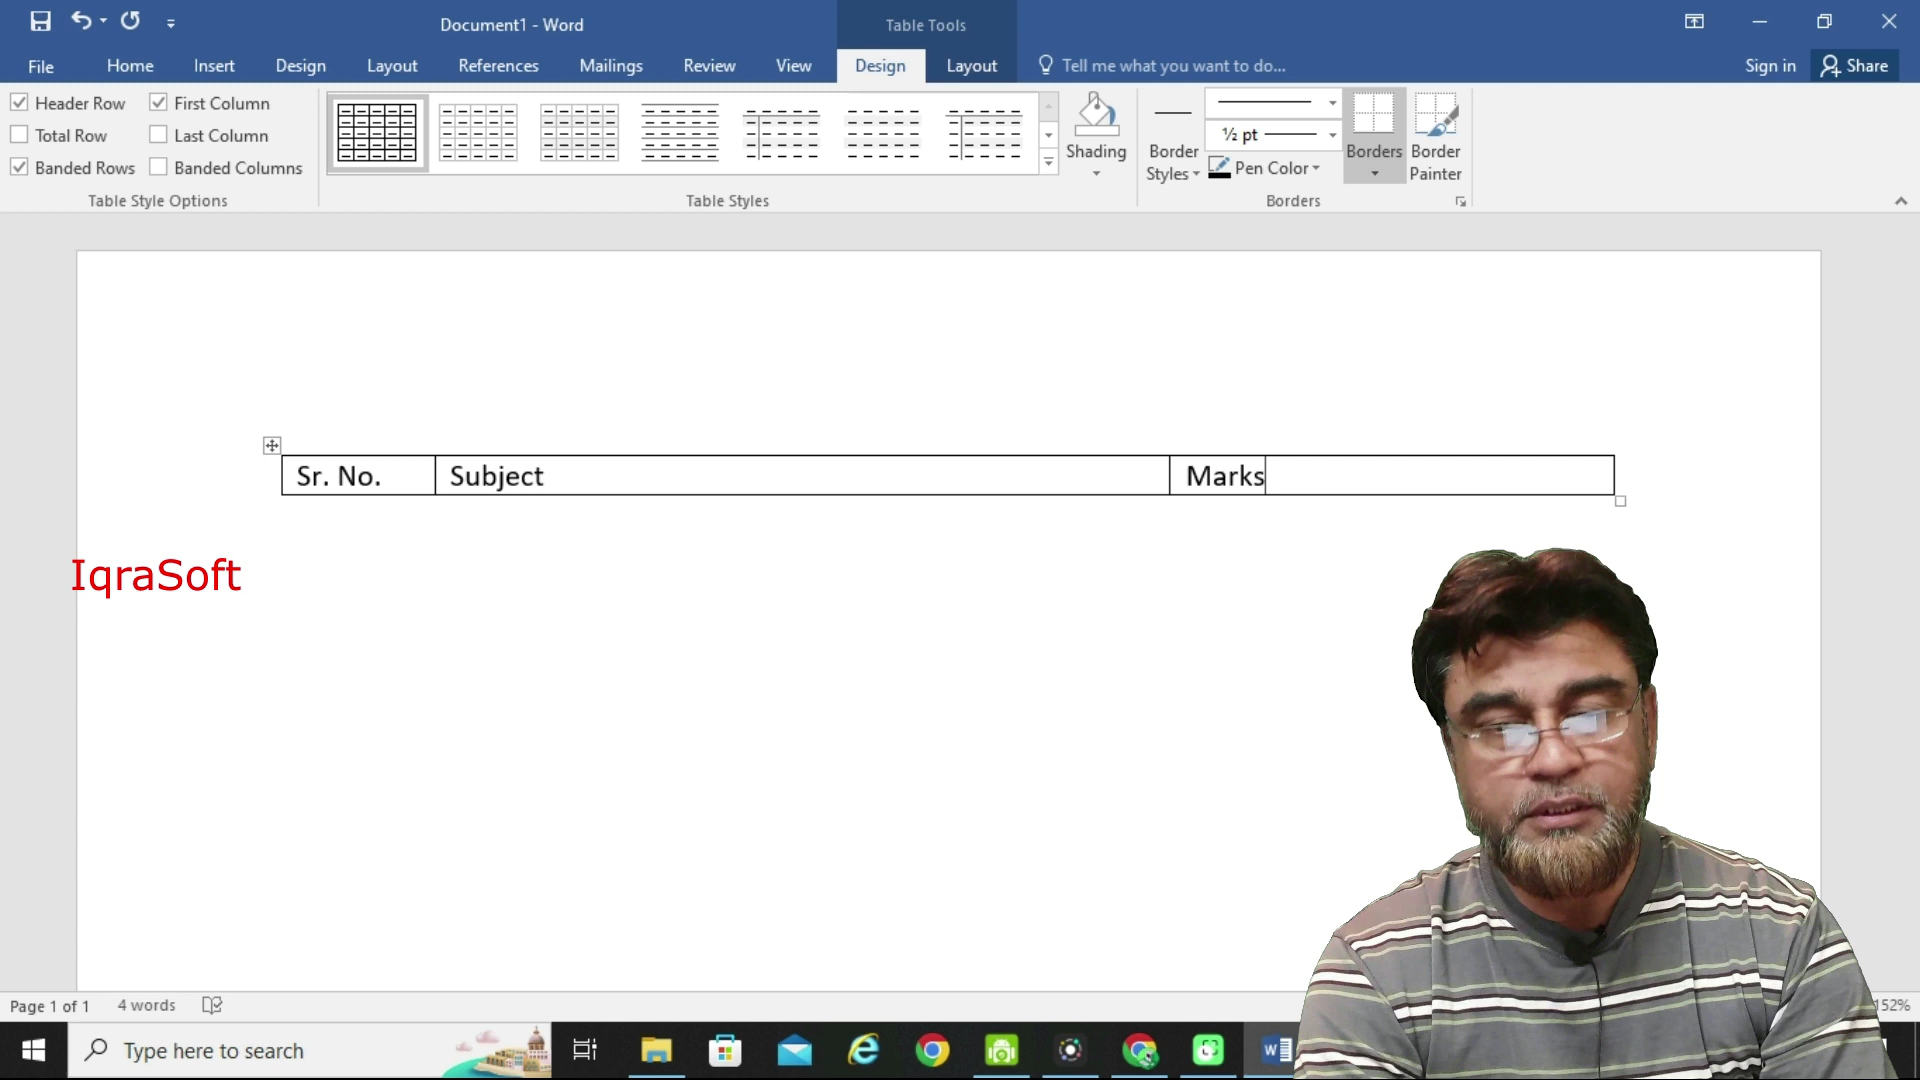 Document1 - Word
Table Tools
File Home Insert Design Layout References Mailings Review View Design Layout Tell me what you want to do... Sign in Share
Header Row First Column
Total Row Last Column
Banded Rows Banded Columns
Table Style Options
Table Styles
Shading
Border Styles
½ pt
Pen Color
Borders
Border Painter
Borders
Sr. No. Subject Marks
IqraSoft
Page 1 of 1 4 words
152%
Type here to search